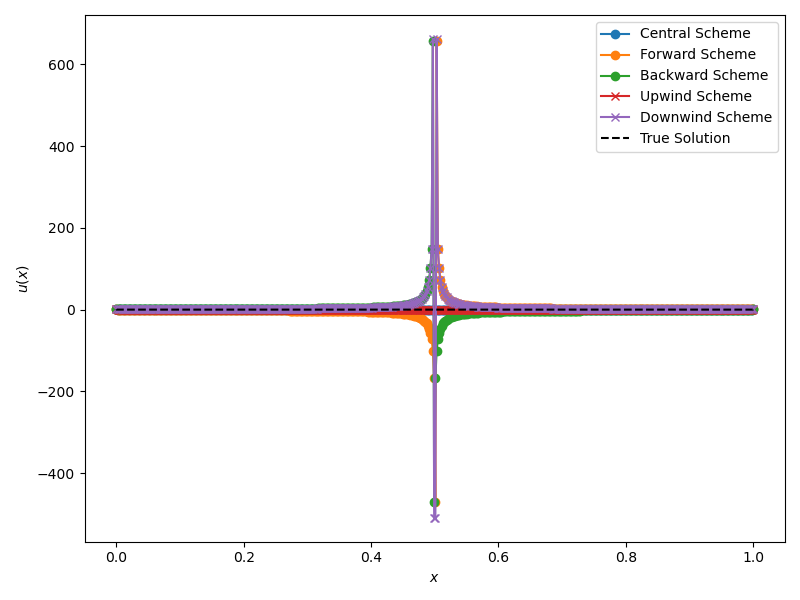 Central Scheme
Forward Scheme
Backward Scheme
Upwind Scheme
Downwind Scheme
True Solution
600
400
200
0
−200
−400
u(x)
0.0 0.2 0.4 0.6 0.8 1.0
x